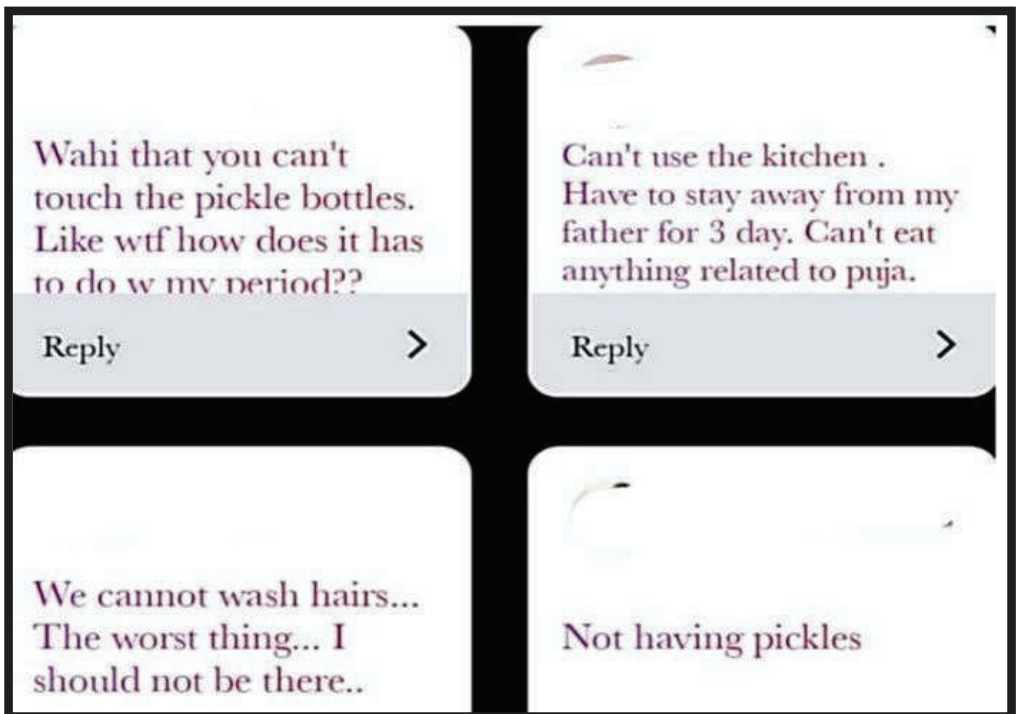 Wahi that you can't
touch the pickle bottles.
Like wtf how does it has
to do w my period??
Reply
Can't use the kitchen .
Have to stay away from my
father for 3 day. Can't eat
anything related to puja.
Reply
We cannot wash hairs...
The worst thing... I
should not be there..
Not having pickles